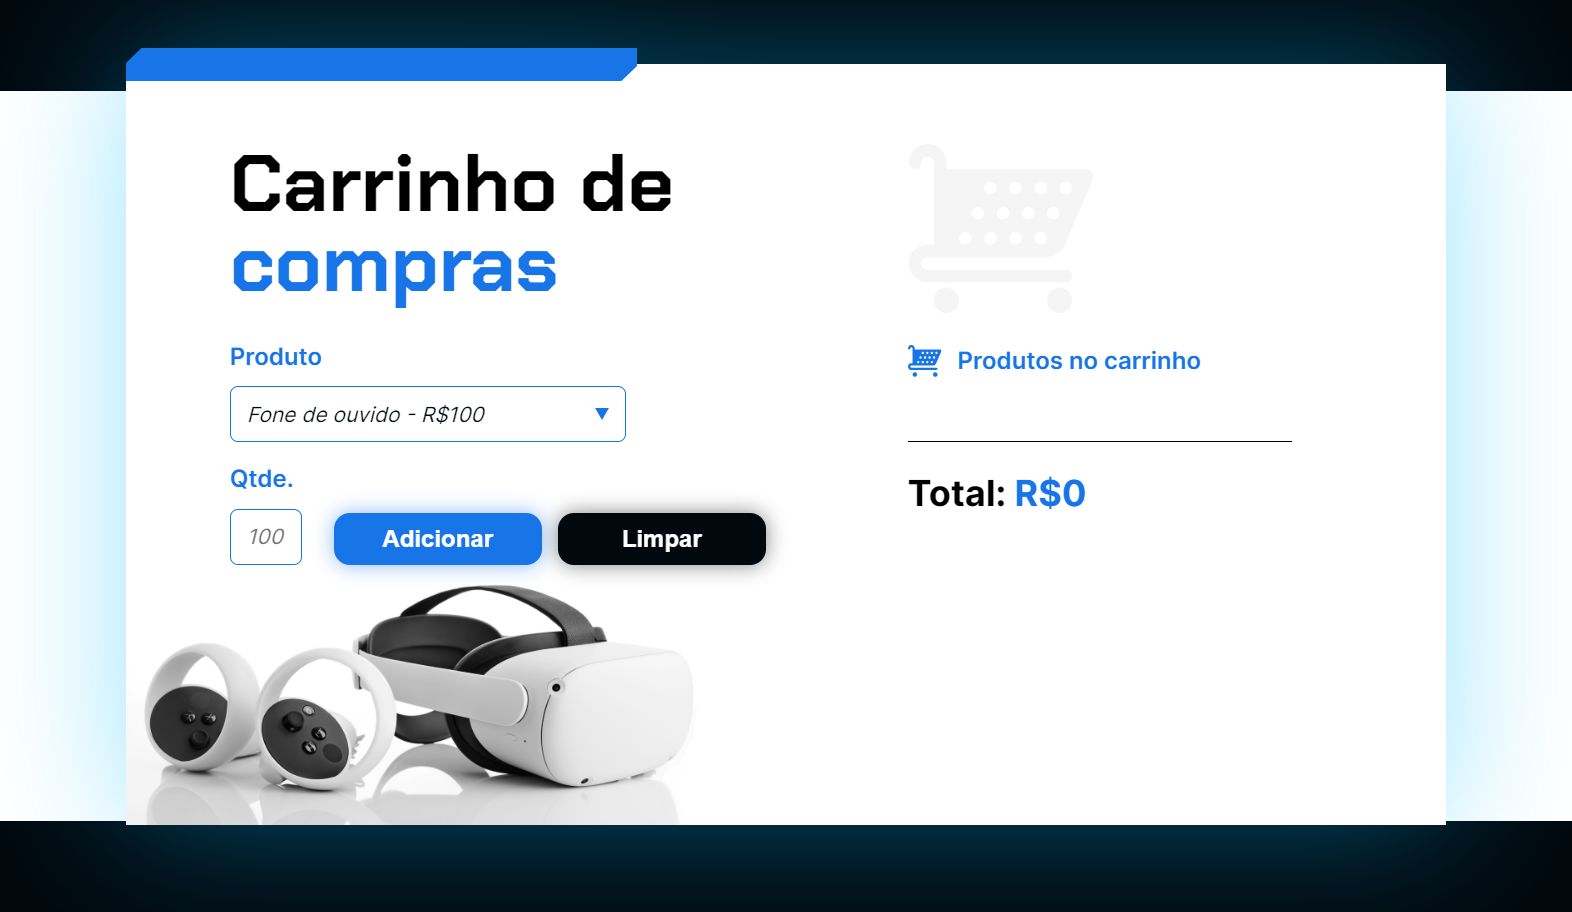 Carrinho de
compras
Produto
Fone de ouvido - R$100
Qtde.
100
Adicionar
Limpar
Produtos no carrinho
Total: R$0